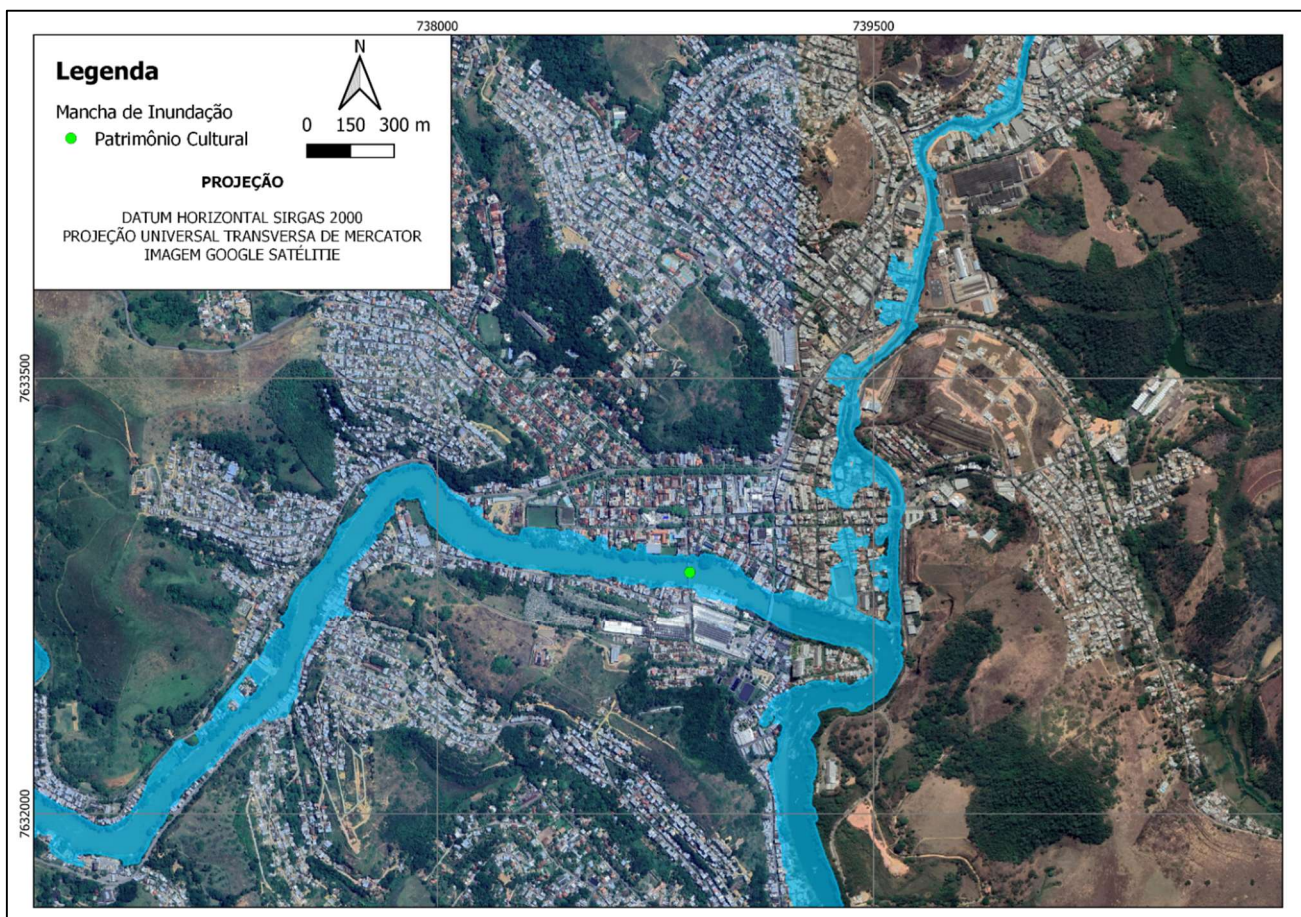 738000
739500
Legenda
N
Mancha de Inundação
0 150 300 m
Patrimônio Cultural
PROJEÇÃO
DATUM HORIZONTAL SIRGAS 2000
PROJEÇÃO UNIVERSAL TRANSVERSA DE MERCATOR
IMAGEM GOOGLE SATÉLITIE
7633500
7632000